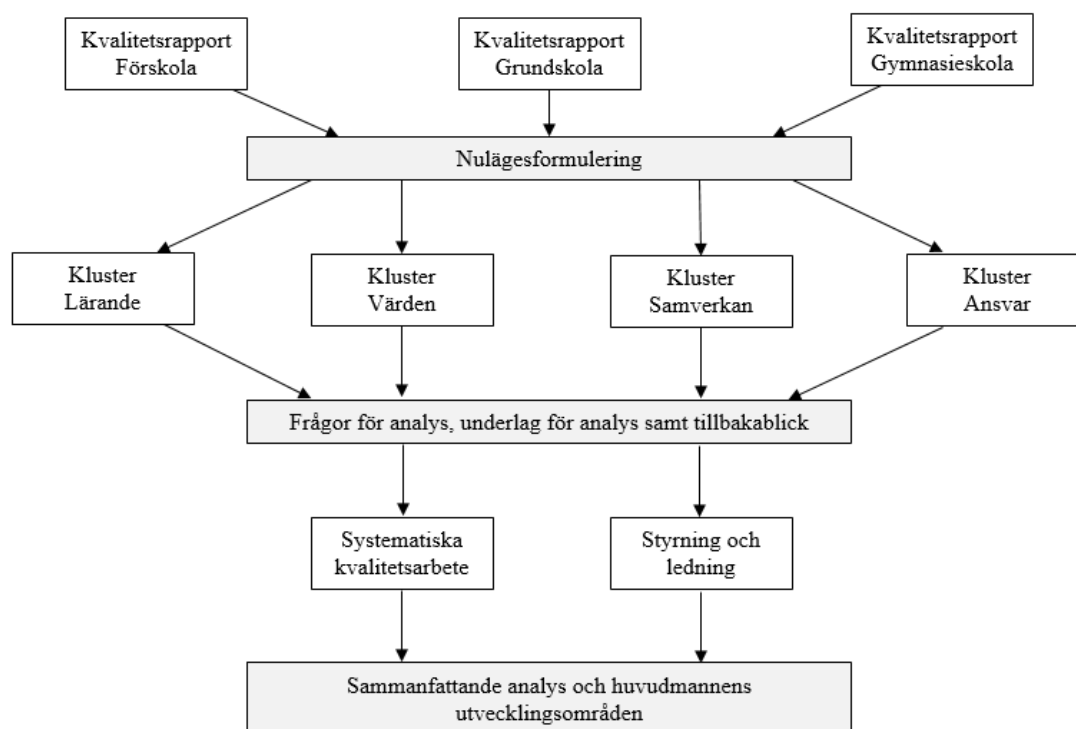 Kvalitetsrapport
Förskola
Kvalitetsrapport
Grundskola
Kvalitetsrapport
Gymnasieskola
Nulägesformulering
Kluster
Lärande
Kluster
Värden
Kluster
Samverkan
Kluster
Ansvar
Frågor för analys, underlag för analys samt tillbakablick
Systematiska
kvalitetsarbete
Styrning och
ledning
Sammanfattande analys och huvudmannens
utvecklingsområden